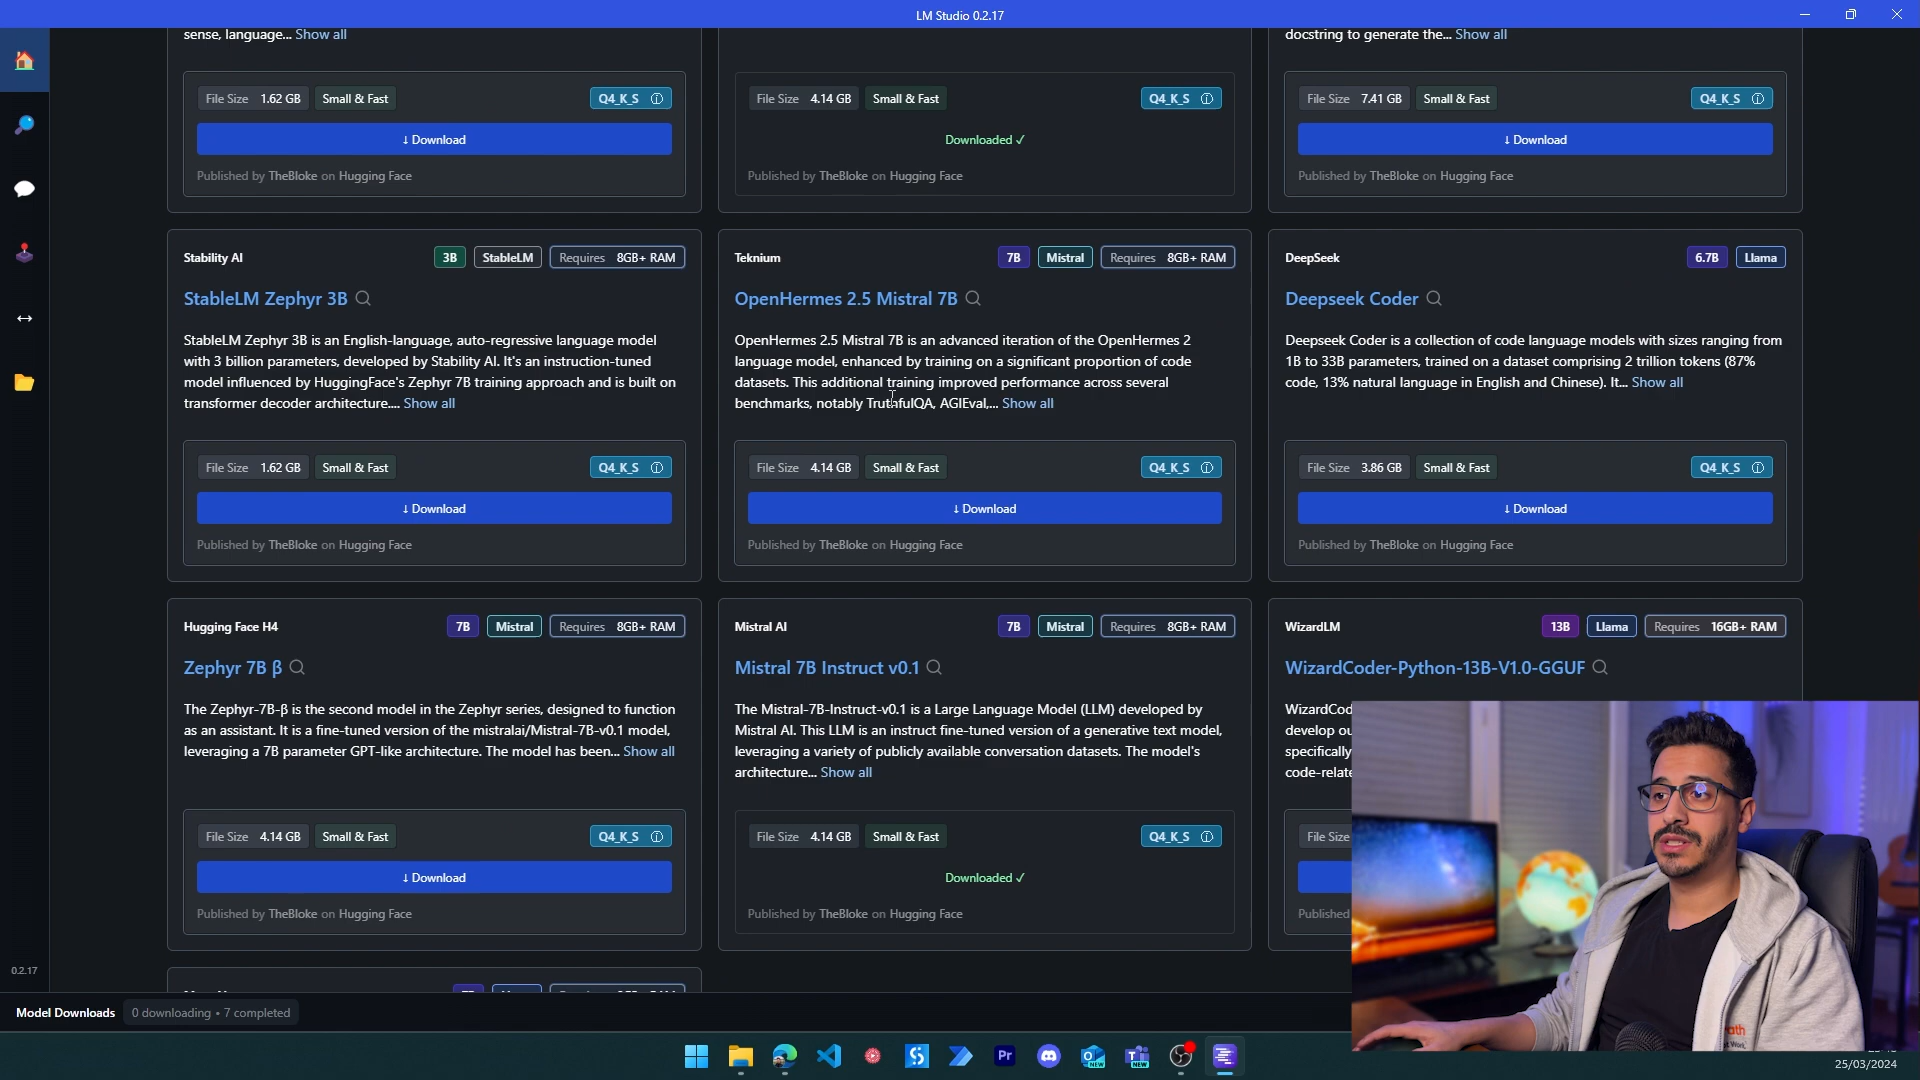 LM Studio 0.2.17
sense, language... Show all
docstring to generate the... Show all
File Size 1.62 GB Small & Fast Q4_K_S
↓ Download
Published by TheBloke on Hugging Face
File Size 4.14 GB Small & Fast Q4_K_S
Downloaded ✓
Published by TheBloke on Hugging Face
File Size 7.41 GB Small & Fast Q4_K_S
↓ Download
Published by TheBloke on Hugging Face
Stability AI 3B StableLM Requires 8GB+ RAM
StableLM Zephyr 3B
StableLM Zephyr 3B is an English-language, auto-regressive language model
with 3 billion parameters, developed by Stability AI. It's an instruction-tuned
model influenced by HuggingFace's Zephyr 7B training approach and is built on
transformer decoder architecture.... Show all
File Size 1.62 GB Small & Fast Q4_K_S
↓ Download
Published by TheBloke on Hugging Face
Teknium 7B Mistral Requires 8GB+ RAM
OpenHermes 2.5 Mistral 7B
OpenHermes 2.5 Mistral 7B is an advanced iteration of the OpenHermes 2
language model, enhanced by training on a significant proportion of code
datasets. This additional training improved performance across several
benchmarks, notably TruthfulQA, AGIEval,... Show all
File Size 4.14 GB Small & Fast Q4_K_S
↓ Download
Published by TheBloke on Hugging Face
DeepSeek 6.7B Llama
Deepseek Coder
Deepseek Coder is a collection of code language models with sizes ranging from
1B to 33B parameters, trained on a dataset comprising 2 trillion tokens (87%
code, 13% natural language in English and Chinese). It... Show all
File Size 3.86 GB Small & Fast Q4_K_S
↓ Download
Published by TheBloke on Hugging Face
Hugging Face H4 7B Mistral Requires 8GB+ RAM
Zephyr 7B β
The Zephyr-7B-β is the second model in the Zephyr series, designed to function
as an assistant. It is a fine-tuned version of the mistralai/Mistral-7B-v0.1 model,
leveraging a 7B parameter GPT-like architecture. The model has been... Show all
File Size 4.14 GB Small & Fast Q4_K_S
↓ Download
Published by TheBloke on Hugging Face
Mistral AI 7B Mistral Requires 8GB+ RAM
Mistral 7B Instruct v0.1
The Mistral-7B-Instruct-v0.1 is a Large Language Model (LLM) developed by
Mistral AI. This LLM is an instruct fine-tuned version of a generative text model,
leveraging a variety of publicly available conversation datasets. The model's
architecture... Show all
File Size 4.14 GB Small & Fast Q4_K_S
Downloaded ✓
Published by TheBloke on Hugging Face
WizardLM 13B Llama Requires 16GB+ RAM
WizardCoder-Python-13B-V1.0-GGUF
WizardCod
develop ou
specifically
code-relate
File Size
Published
0.2.17
Model Downloads 0 downloading • 7 completed
Pr
NEW
NEW
25/03/2024